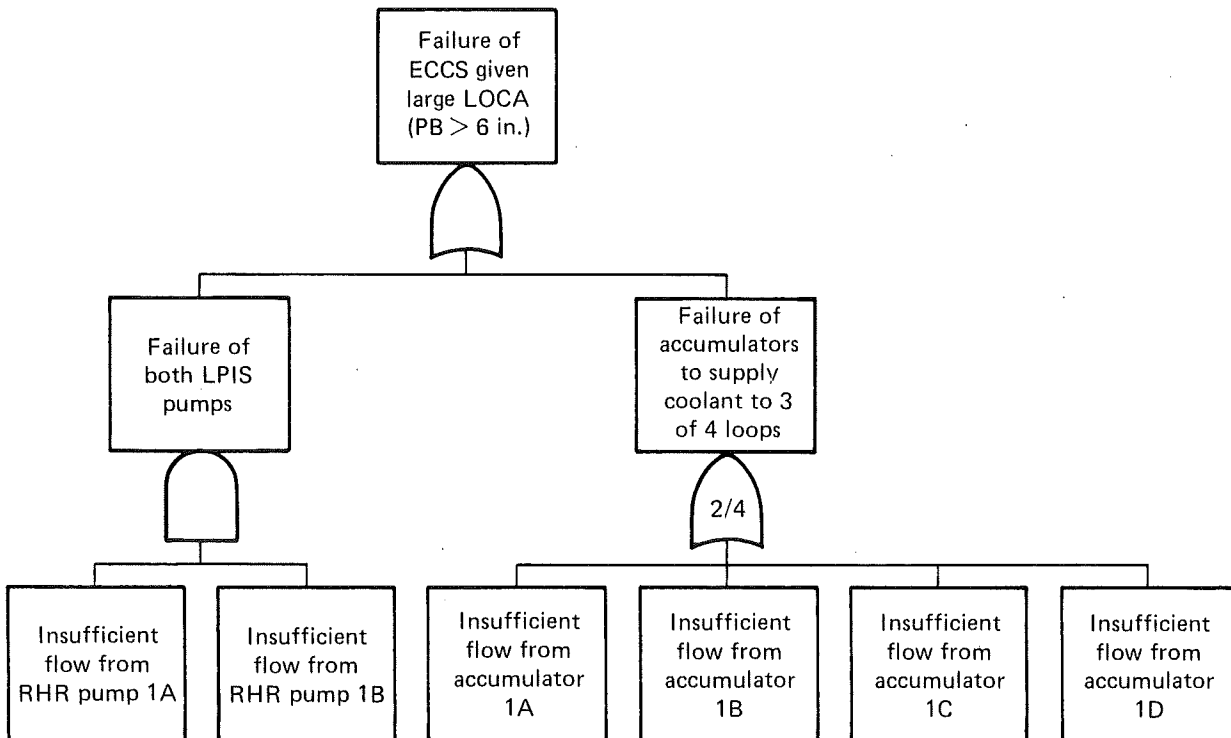 Failure of
ECCS given
large LOCA
(PB > 6 in.)
Failure of
both LPIS
pumps
Failure of
accumulators
to supply
coolant to 3
of 4 loops
2/4
Insufficient
flow from
RHR pump 1A
Insufficient
flow from
RHR pump 1B
Insufficient
flow from
accumulator
1A
Insufficient
flow from
accumulator
1B
Insufficient
flow from
accumulator
1C
Insufficient
flow from
accumulator
1D